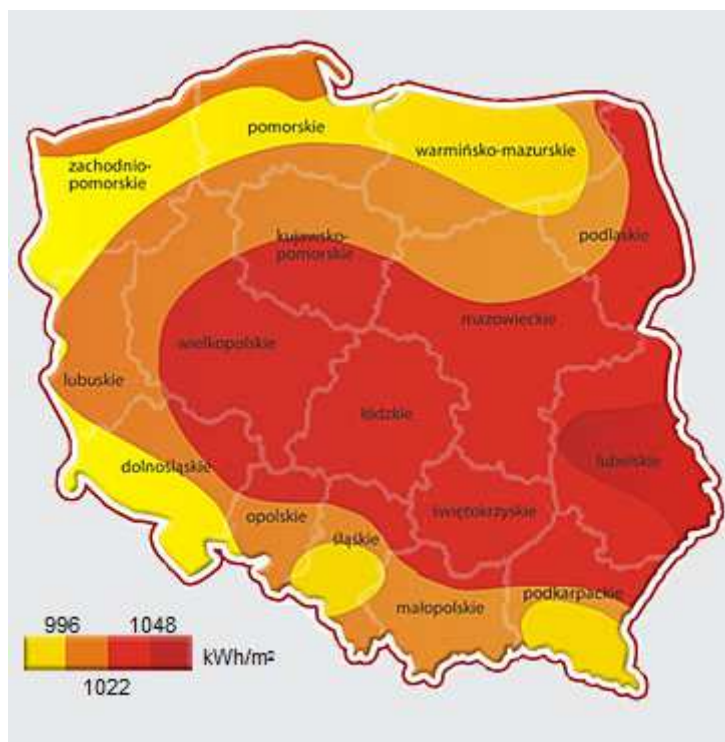 pomorskie
warmińsko-mazurskie
zachodnio-
pomorskie
podlaskie
kujawsko-
pomorskie
mazowieckie
wielkopolskie
lubuskie
łódzkie
dolnośląskie
lubelskie
opolskie
świętokrzyskie
śląskie
podkarpackie
małopolskie
996 1048
kWh/m²
1022